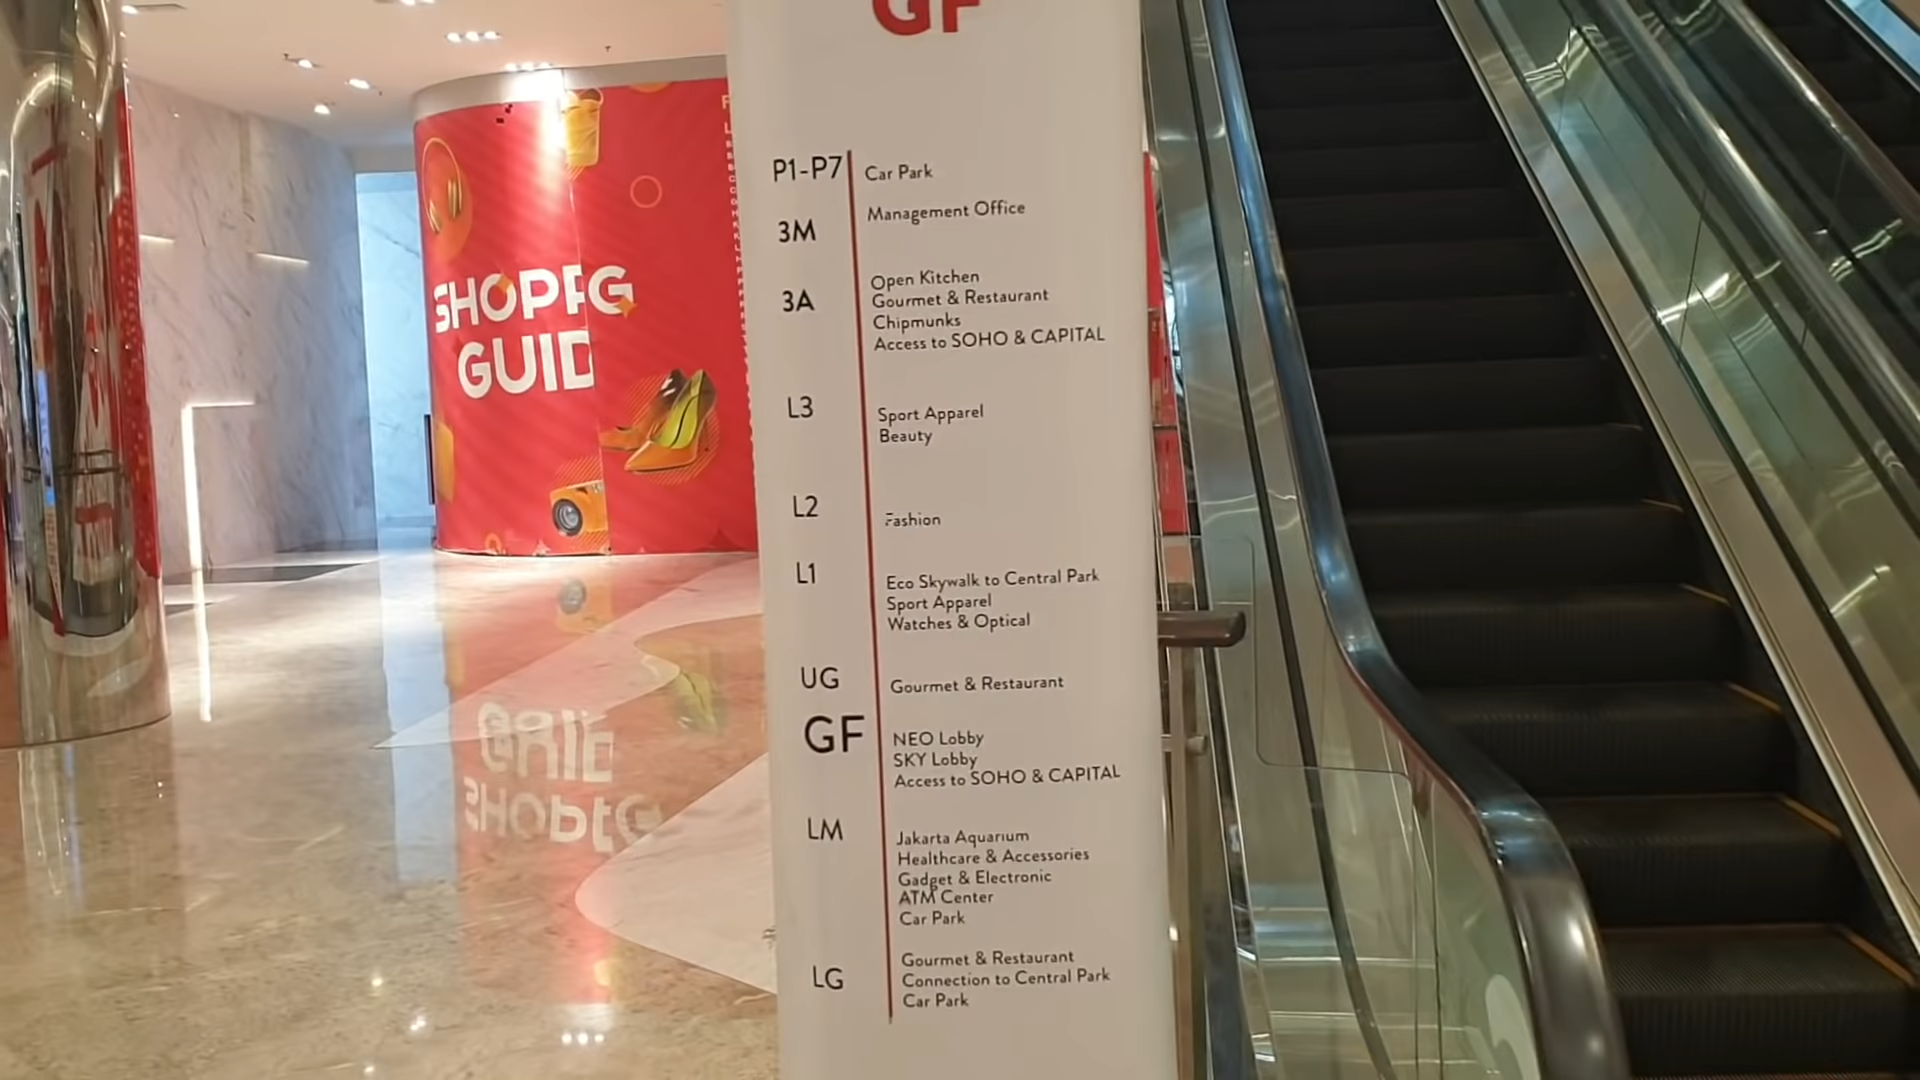 GF
P1-P7 Car Park
3M Management Office
3A Open Kitchen
Gourmet & Restaurant
Chipmunks
Access to SOHO & CAPITAL
L3 Sport Apparel
Beauty
L2 Fashion
L1 Eco Skywalk to Central Park
Sport Apparel
Watches & Optical
UG Gourmet & Restaurant
GF NEO Lobby
SKY Lobby
Access to SOHO & CAPITAL
LM Jakarta Aquarium
Healthcare & Accessories
Gadget & Electronic
ATM Center
Car Park
LG Gourmet & Restaurant
Connection to Central Park
Car Park
SHOPPG
GUID